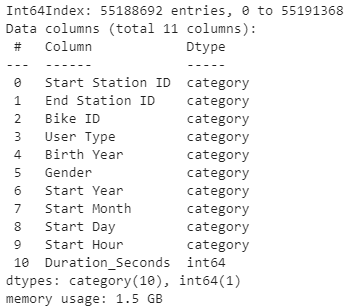 Int64Index: 55188692 entries, 0 to 55191368
Data columns (total 11 columns):
 #   Column            Dtype
---  ------            -----
 0   Start Station ID  category
 1   End Station ID    category
 2   Bike ID           category
 3   User Type         category
 4   Birth Year        category
 5   Gender            category
 6   Start Year        category
 7   Start Month       category
 8   Start Day         category
 9   Start Hour        category
 10  Duration_Seconds  int64
dtypes: category(10), int64(1)
memory usage: 1.5 GB